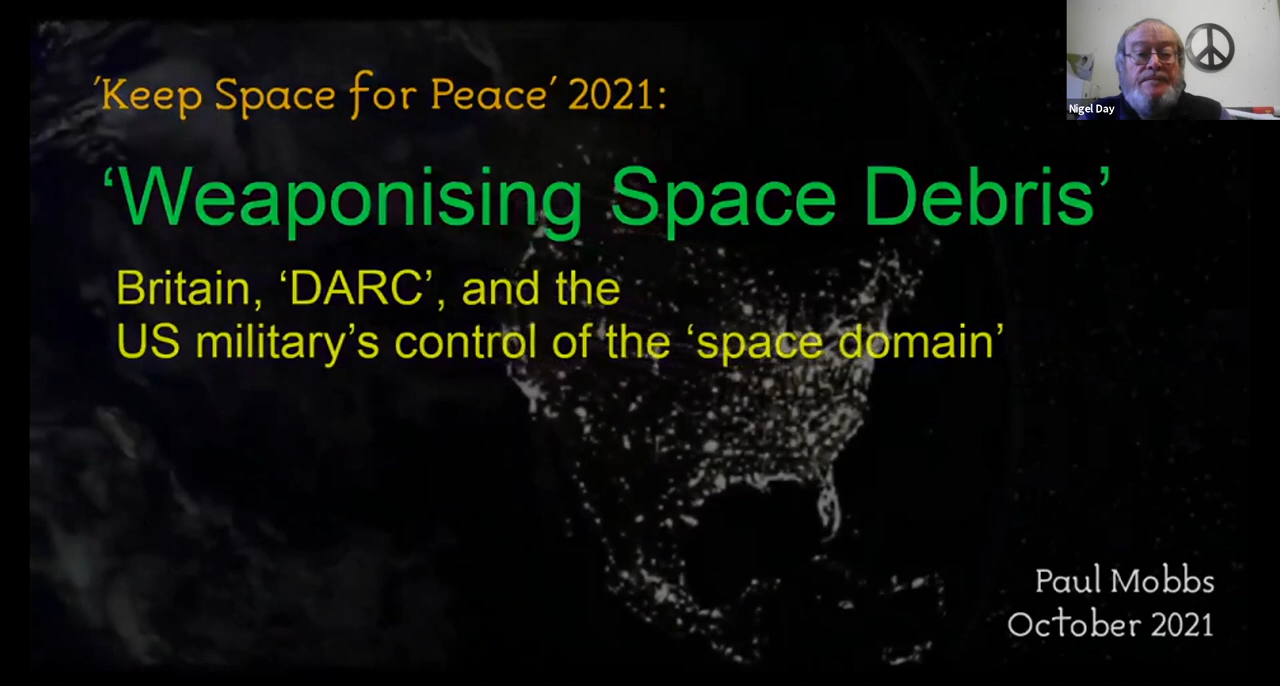 'Keep Space for Peace' 2021:
Nigel Day
‘Weaponising Space Debris’
Britain, ‘DARC’, and the
US military’s control of the ‘space domain’
Paul Mobbs
October 2021